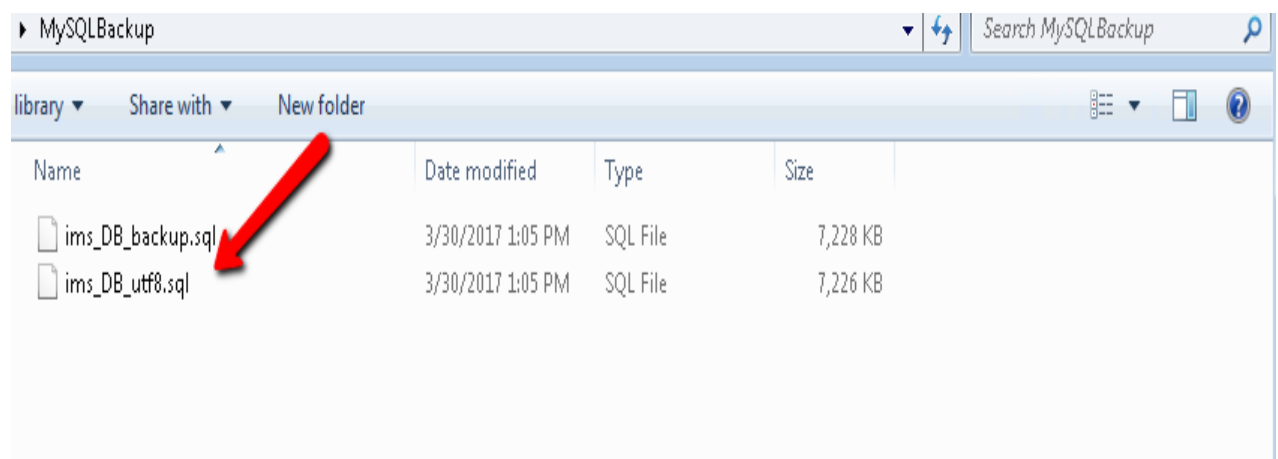 MySQLBackup Search MySQLBackup
library Share with New folder
Name Date modified Type Size
ims_DB_backup.sql 3/30/2017 1:05 PM SQL File 7,228 KB
ims_DB_utf8.sql 3/30/2017 1:05 PM SQL File 7,226 KB